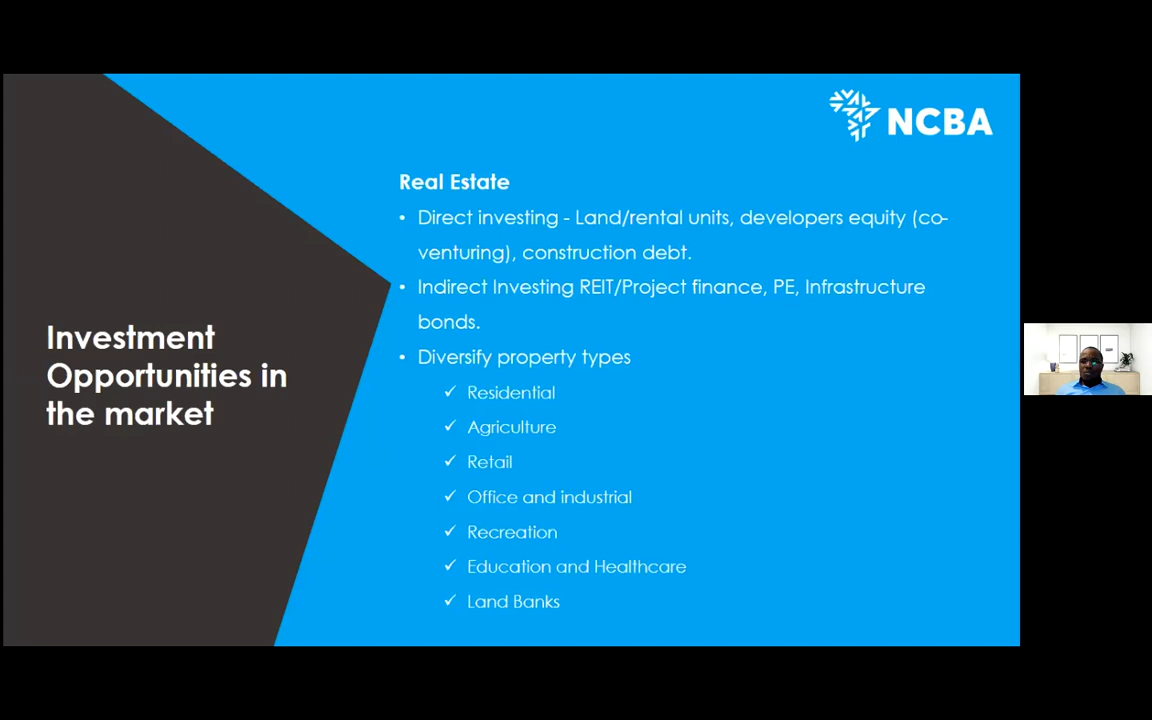 NCBA
Real Estate
• Direct investing - Land/rental units, developers equity (co-
venturing), construction debt.
• Indirect Investing REIT/Project finance, PE, Infrastructure
bonds.
• Diversify property types
✓ Residential
✓ Agriculture
✓ Retail
✓ Office and industrial
✓ Recreation
✓ Education and Healthcare
✓ Land Banks
Investment
Opportunities in
the market